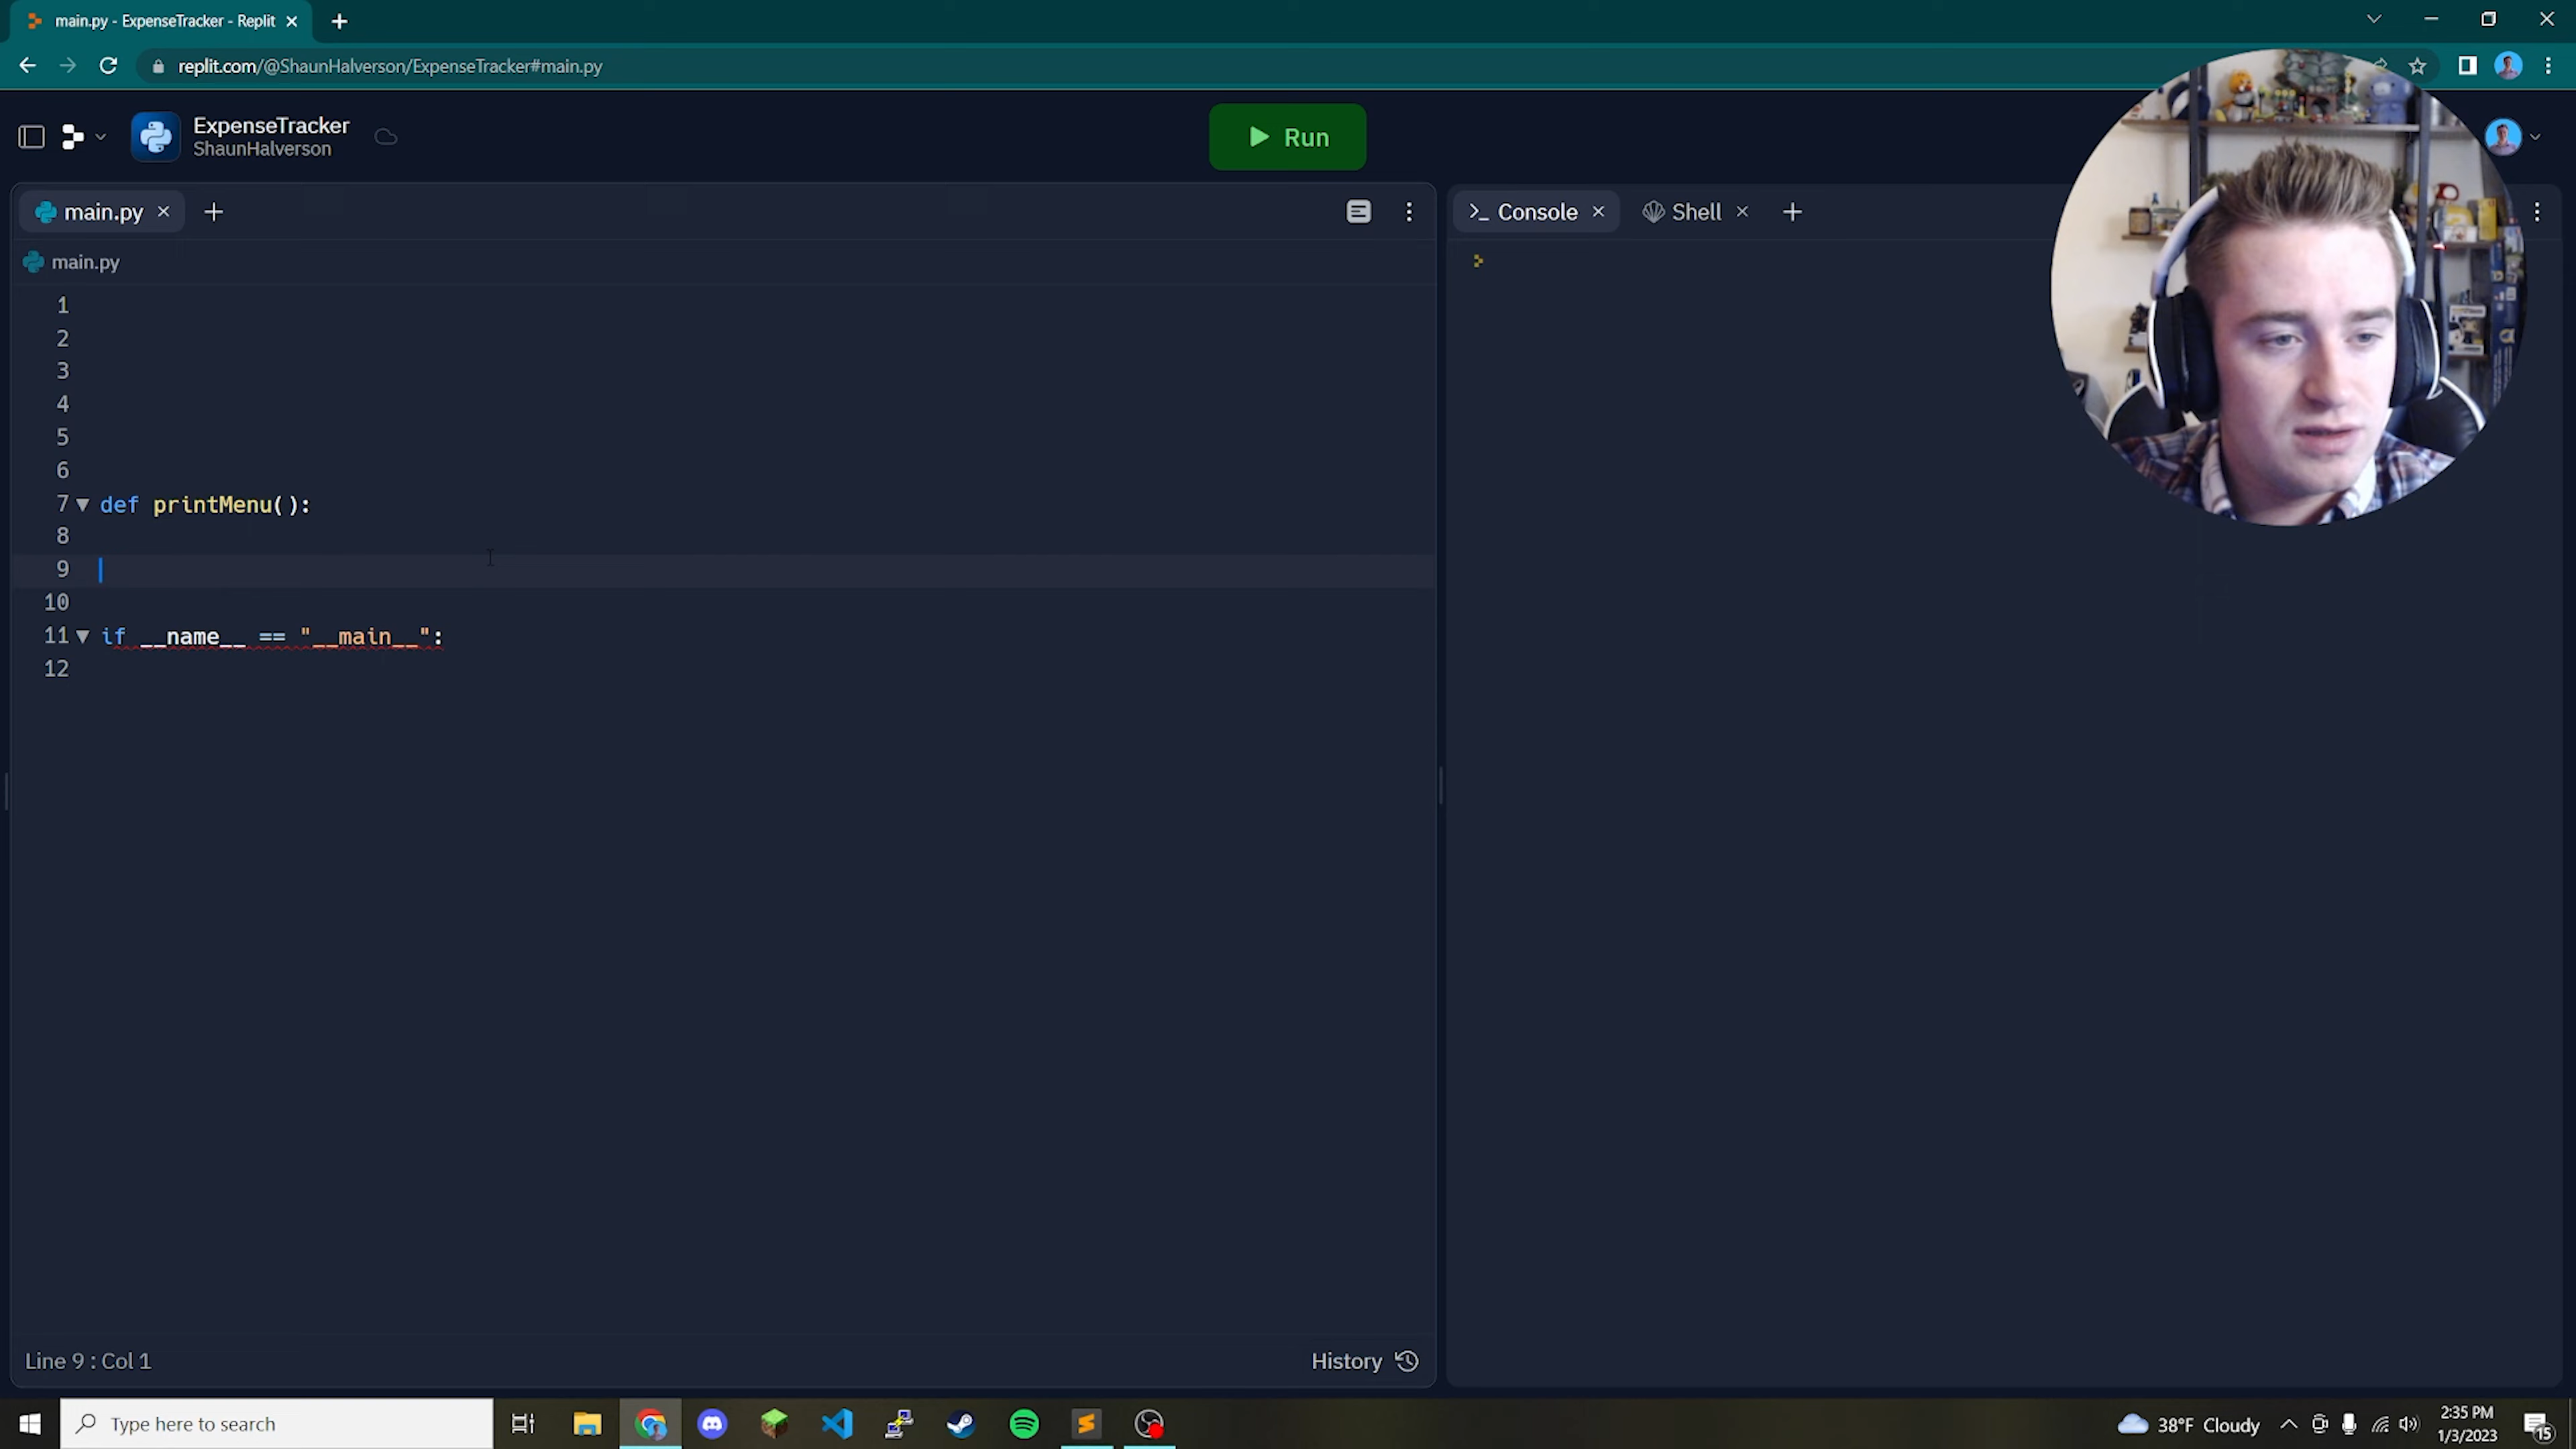 main.py - ExpenseTracker - Replit
replit.com/@ShaunHalverson/ExpenseTracker#main.py
ExpenseTracker
ShaunHalverson
Run
main.py
Console
Shell
main.py
1
2
3
4
5
6
7 def printMenu():
8
9
10
11 if __name__ == "__main__":
12
Line 9 : Col 1
History
Type here to search
38°F Cloudy
2:35 PM
1/3/2023
15